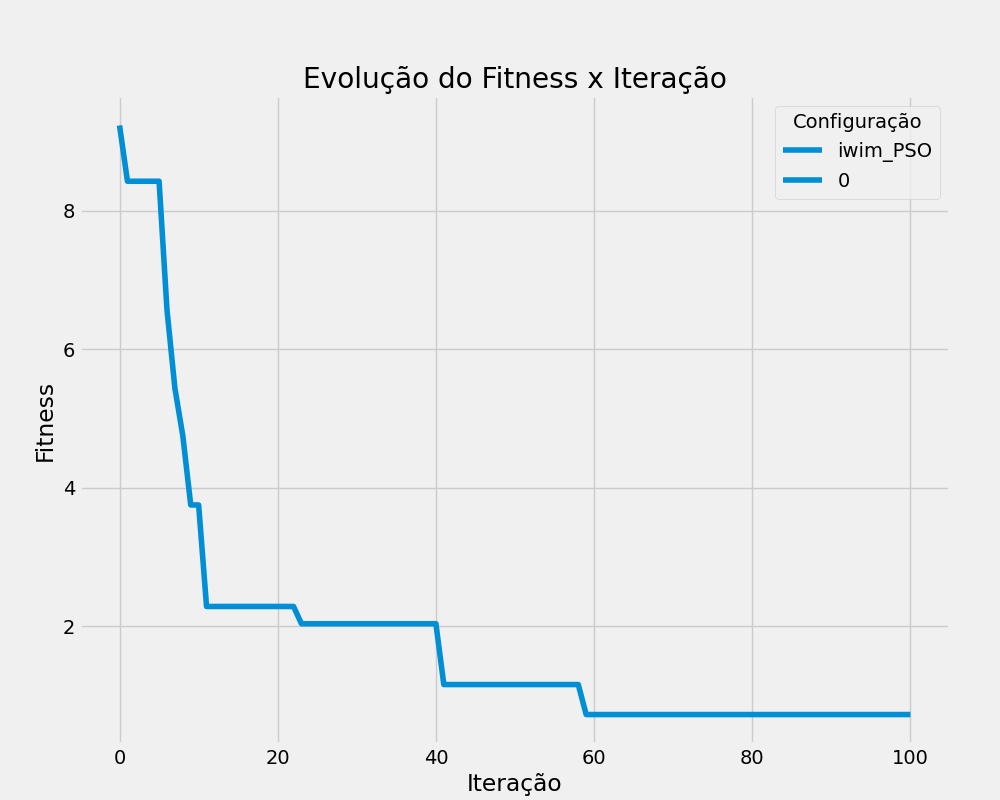 Evolução do Fitness x Iteração
Configuração
iwim_PSO
0
Fitness
8
6
4
2
0 20 40 60 80 100
Iteração